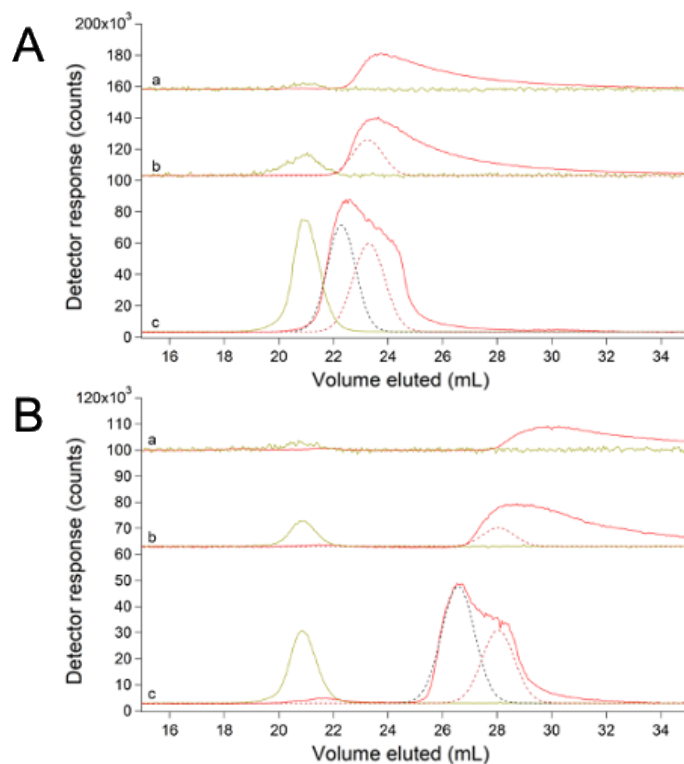 A
Detector response (counts)
200x10³
180
160
140
120
100
80
60
40
20
0
a
b
c
16 18 20 22 24 26 28 30 32 34
Volume eluted (mL)
B
Detector response (counts)
120x10³
110
100
90
80
70
60
50
40
30
20
10
0
a
b
c
16 18 20 22 24 26 28 30 32 34
Volume eluted (mL)